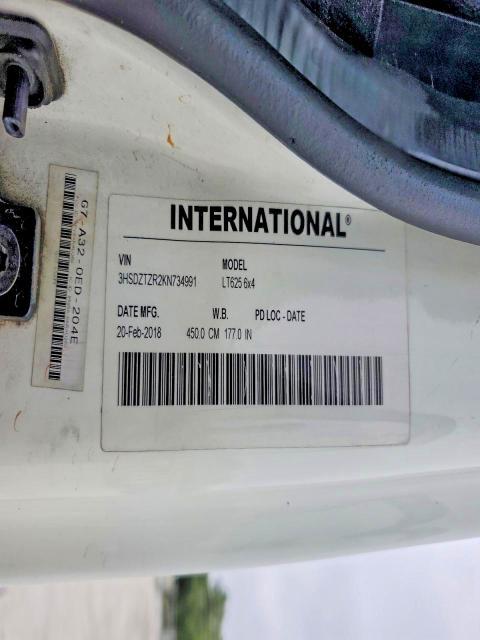 INTERNATIONAL®
VIN MODEL
3HSDZTZR2KN734991 LT625 6x4
DATE MFG. W.B. PD LOC - DATE
20-Feb-2018 450.0 CM 177.0 IN
G7-A32-0ED-204E